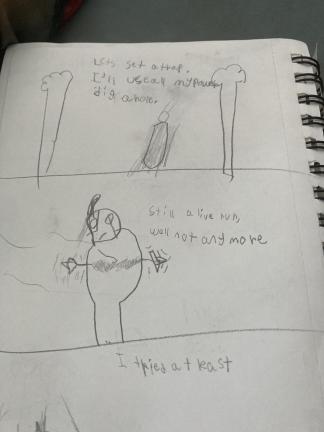 Lets set a trap.
I'll use all my power
dig a hole.
Still a live huh,
well not any more
I tried at least